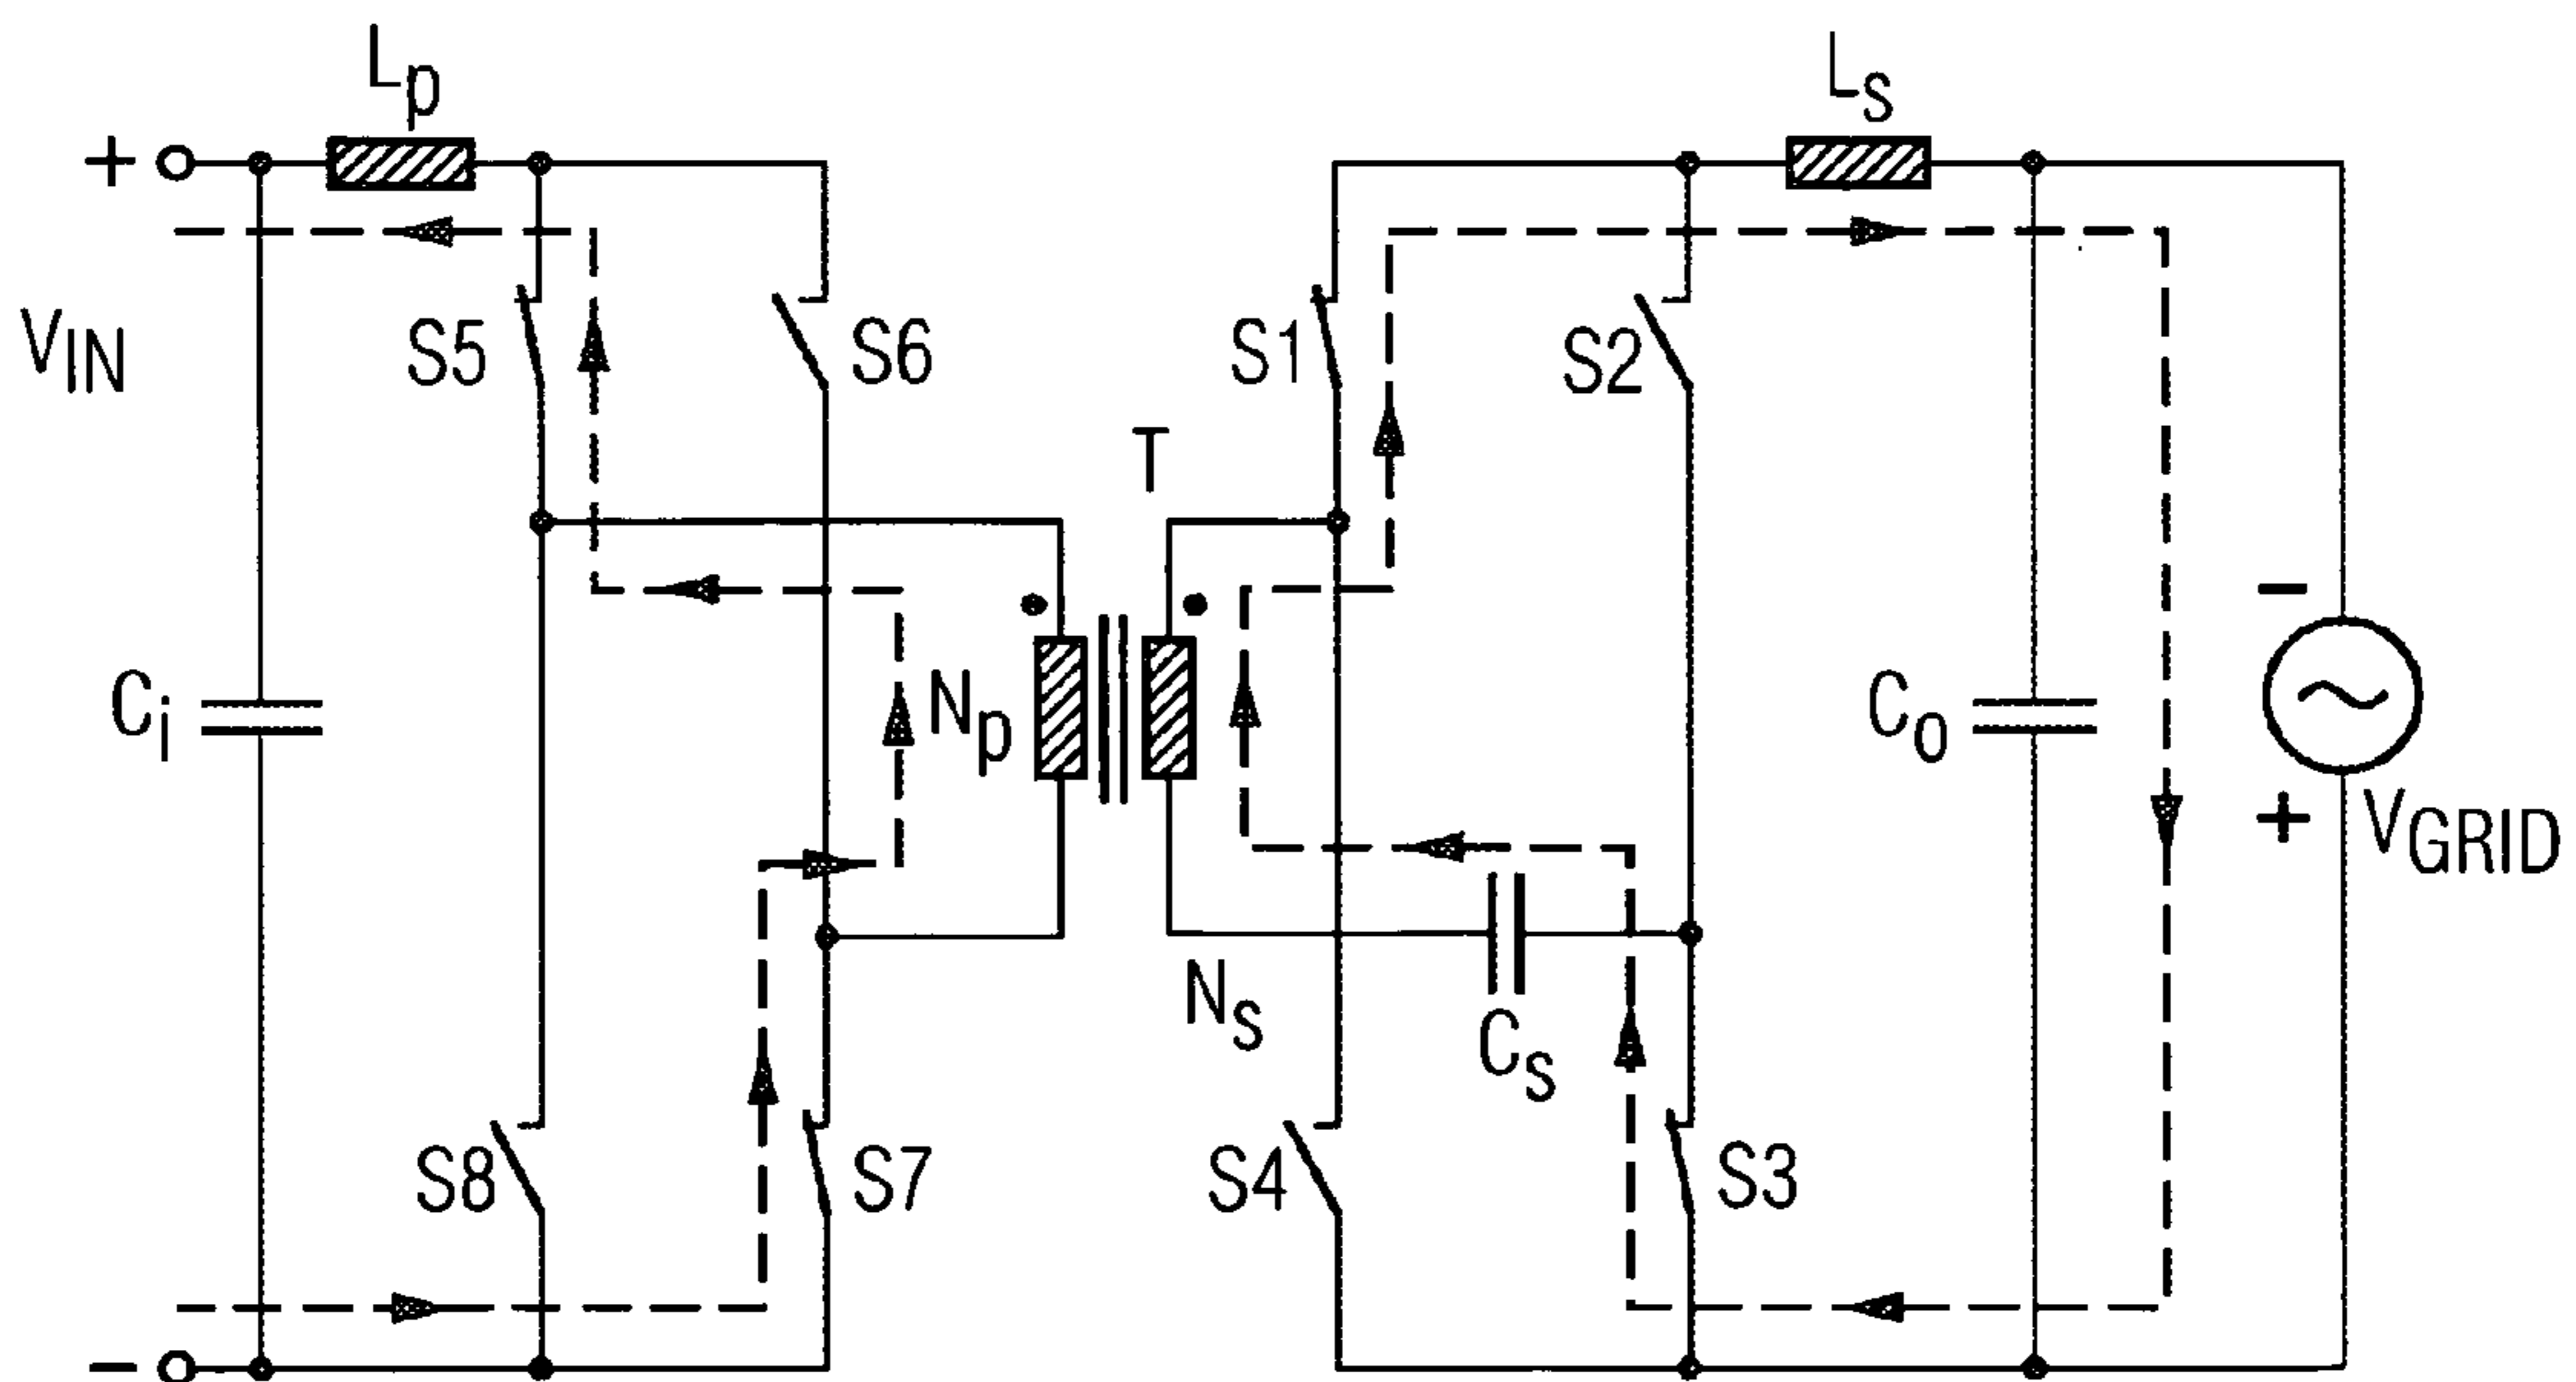 Lp
Ls
+
VIN
S5
S6
S1
S2
T
−
Ci
Np
Co
+
VGRID
Ns
Cs
S8
S7
S4
S3
−